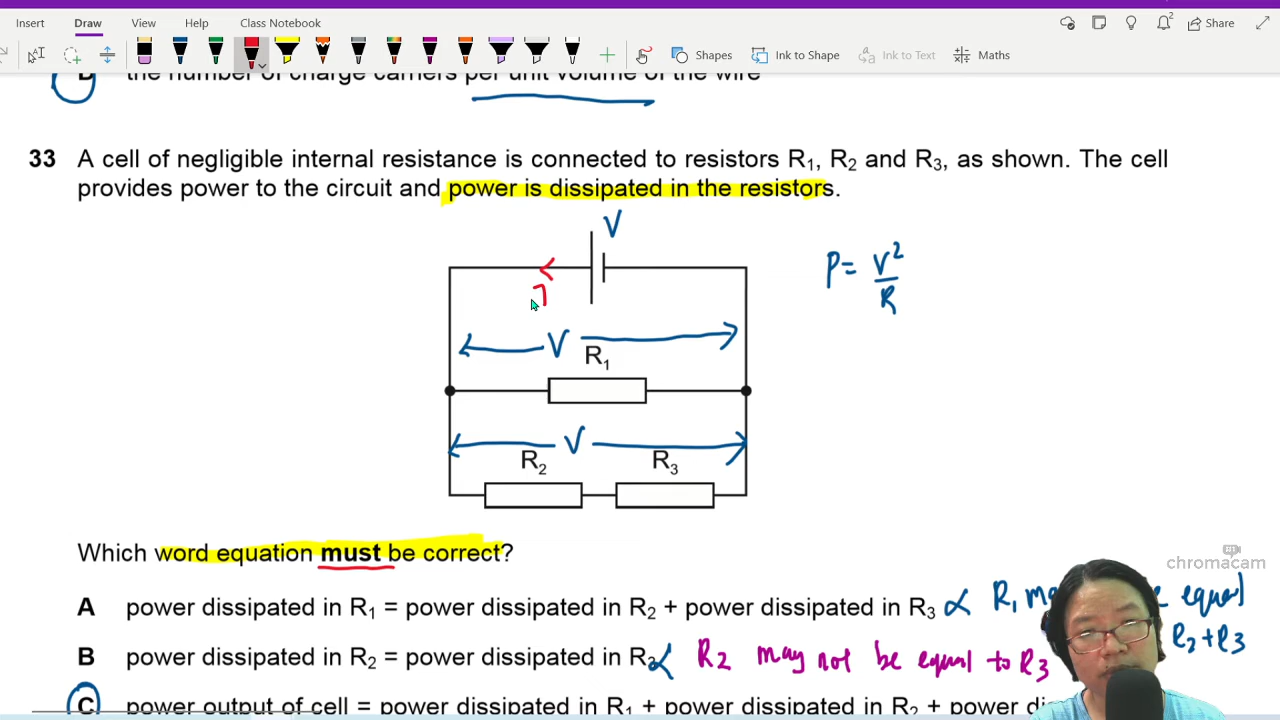 Insert Draw View Help Class Notebook Share
Shapes Ink to Shape Ink to Text Maths
the number of charge carriers per unit volume of the wire
33 A cell of negligible internal resistance is connected to resistors R1, R2 and R3, as shown. The cell
provides power to the circuit and power is dissipated in the resistors.
V
P = V2
R
V
R1
V
R2 R3
Which word equation must be correct?
chromacam
A power dissipated in R1 = power dissipated in R2 + power dissipated in R3 R1 equal
R2+R3
B power dissipated in R2 = power dissipated in R2 may not be equal to R3
C power output of cell = power dissipated in R1 + power dissipated in R2 + power